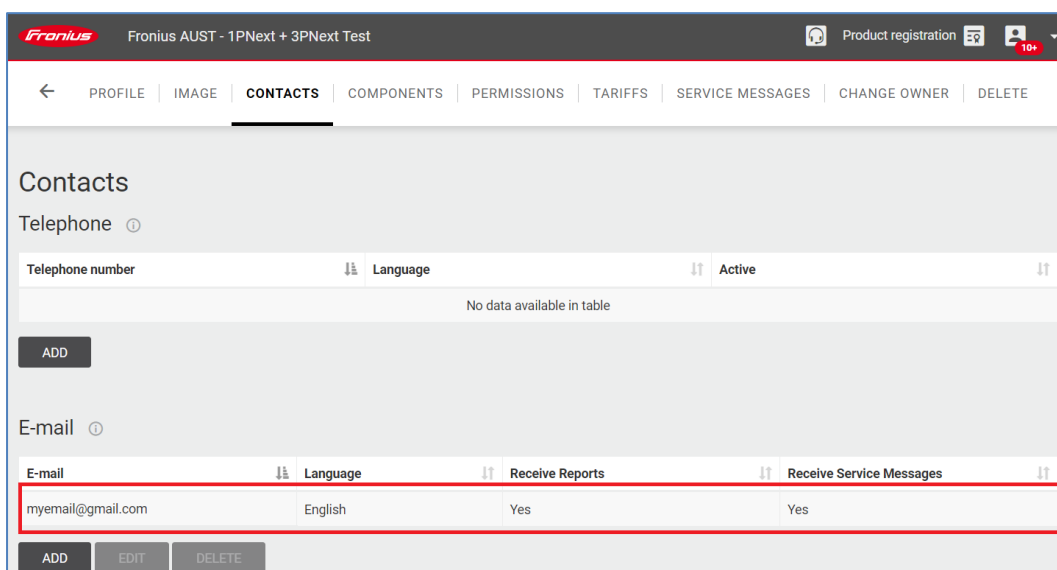 Fronius Fronius AUST - 1PNext + 3PNext Test Product registration 10+
PROFILE IMAGE CONTACTS COMPONENTS PERMISSIONS TARIFFS SERVICE MESSAGES CHANGE OWNER DELETE
Contacts
Telephone
Telephone number Language Active
No data available in table
ADD
E-mail
E-mail Language Receive Reports Receive Service Messages
myemail@gmail.com English Yes Yes
ADD EDIT DELETE